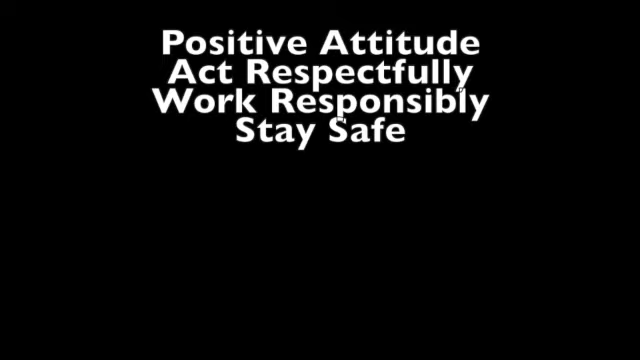 Positive Attitude
Act Respectfully
Work Responsibly
Stay Safe